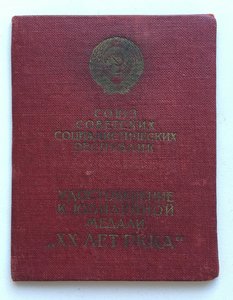 СОЮЗ
СОВЕТСКИХ
СОЦИАЛИСТИЧЕСКИХ
РЕСПУБЛИК
УДОСТОВЕРЕНИЕ
К ЮБИЛЕЙНОЙ
МЕДАЛИ
„XX ЛЕТ РККА“